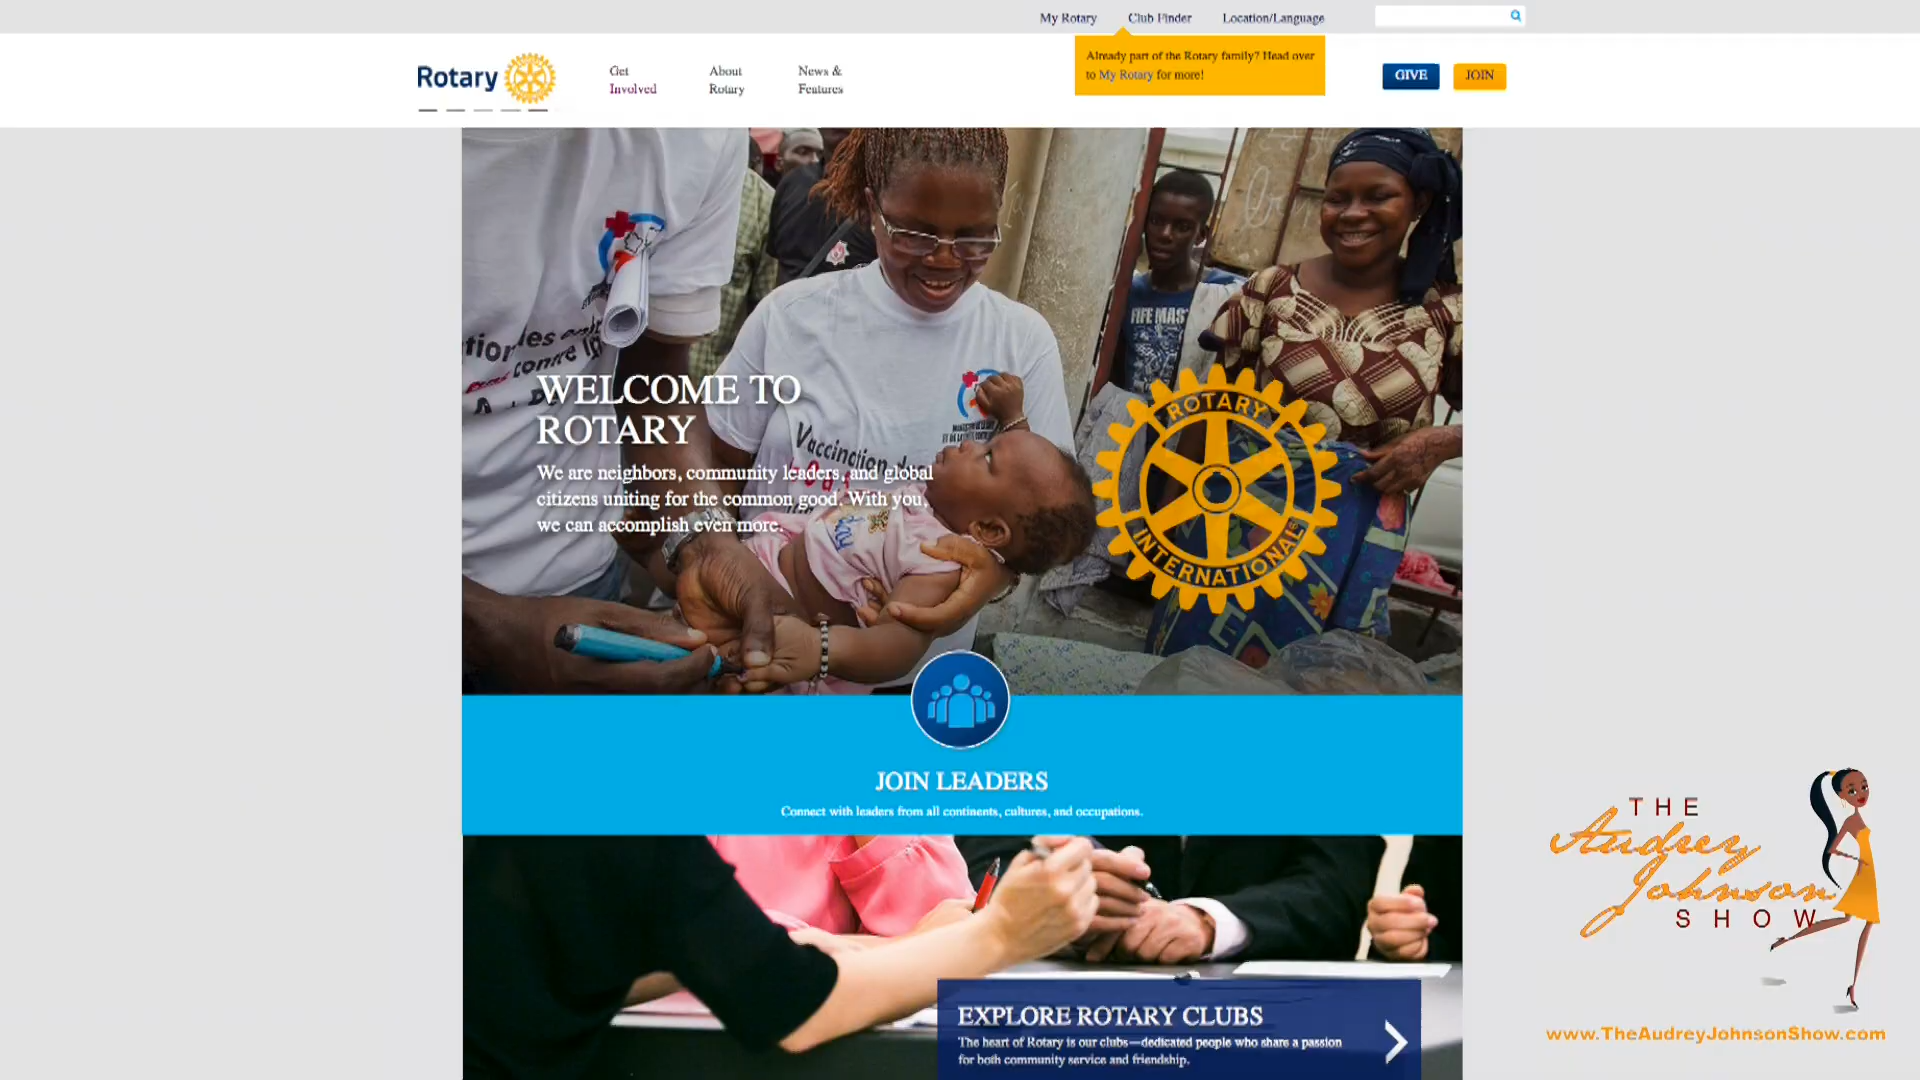 My Rotary
Club Finder
Location/Language
Already part of the Rotary family? Head over
to My Rotary for more!
Rotary
Get
Involved
About
Rotary
News &
Features
GIVE
JOIN
FIFE MAS
WELCOME TO
ROTARY
Vaccination
We are neighbors, community leaders, and global
citizens uniting for the common good. With you,
we can accomplish even more.
ROTARY
INTERNATIONAL
JOIN LEADERS
Connect with leaders from all continents, cultures, and occupations.
EXPLORE ROTARY CLUBS
The heart of Rotary is our clubs—dedicated people who share a passion
for both community service and friendship.
THE
Audrey
Johnson
SHOW
www.TheAudreyJohnsonShow.com